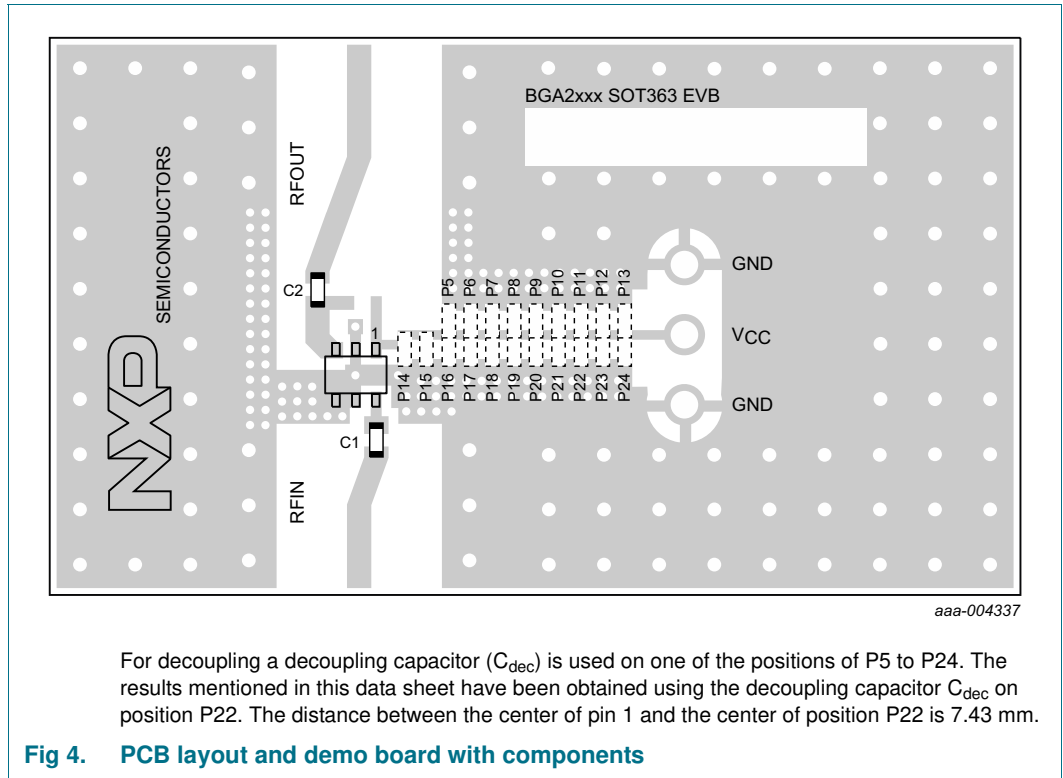 BGA2xxx SOT363 EVB
NXP
SEMICONDUCTORS
RFOUT
C2
1
P5 P6 P7 P8 P9 P10 P11 P12 P13
GND
VCC
P14 P15 P16 P17 P18 P19 P20 P21 P22 P23 P24
GND
C1
RFIN
aaa-004337
For decoupling a decoupling capacitor (Cdec) is used on one of the positions of P5 to P24. The
results mentioned in this data sheet have been obtained using the decoupling capacitor Cdec on
position P22. The distance between the center of pin 1 and the center of position P22 is 7.43 mm.
Fig 4. PCB layout and demo board with components